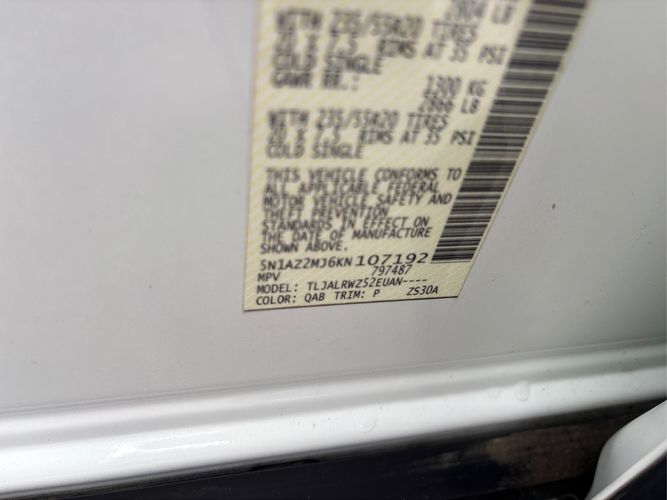 2904 LB
WITH 235/55R20 TIRES
20 X 7.5 RIMS AT 35 PSI
COLD SINGLE
GAWR RR.: 1300 KG
2866 LB
WITH 235/55R20 TIRES
20 X 7.5 RIMS AT 35 PSI
COLD SINGLE
THIS VEHICLE CONFORMS TO
ALL APPLICABLE FEDERAL
MOTOR VEHICLE SAFETY AND
THEFT PREVENTION
STANDARDS IN EFFECT ON
THE DATE OF MANUFACTURE
SHOWN ABOVE.
5N1AZ2MJ6KN107192
MPV 797487
MODEL: TLJALRWZ52EUAN----
COLOR: QAB TRIM: P ZS30A